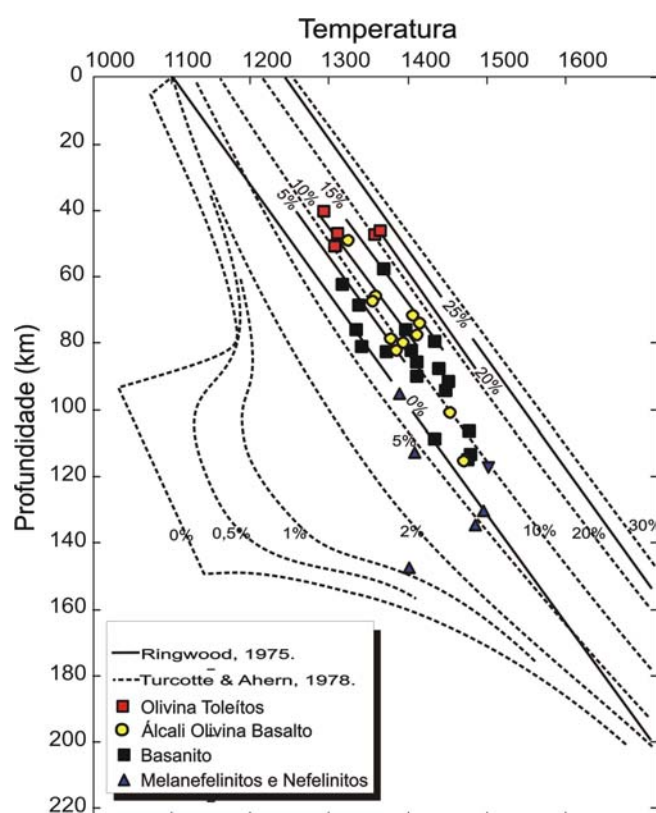 Temperatura
1000 1100 1200 1300 1400 1500 1600
Profundidade (km)
0
20
40
60
80
100
120
140
160
180
200
220
5%
10%
15%
25%
20%
0%
5%
0%
0,5%
1%
2%
10%
20%
30%
Ringwood, 1975.
Turcotte & Ahern, 1978.
Olivina Toleítos
Álcali Olivina Basalto
Basanito
Melanefelinitos e Nefelinitos